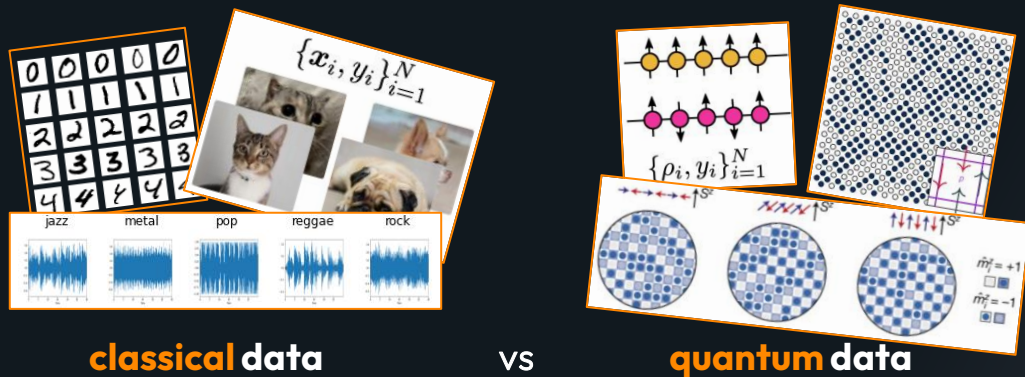 0 0 0 0 0
1 1 1 1 1
2 2 2 2 2
3 3 3 3 3
4 4 4 4
{x_i, y_i}_{i=1}^N
jazz metal pop reggae rock
{ρ_i, y_i}_{i=1}^N
p
S^z
S^z
S^z
m̂_i^z = +1
m̂_i^z = −1
classical data vs quantum data